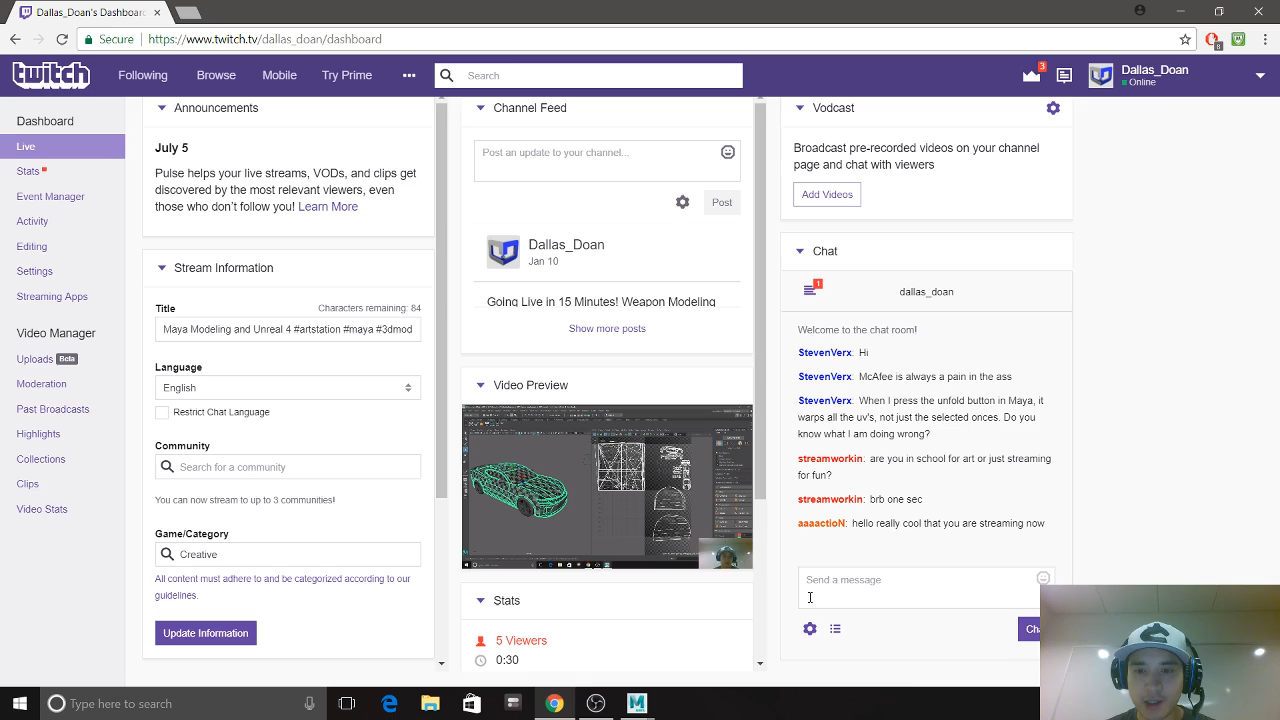 Dallas_Doan's Dashboard
Secure https://www.twitch.tv/dallas_doan/dashboard
8
twitch Following Browse Mobile Try Prime Search 3 Dallas_Doan
Online
Dashboard
Live
Stats
Event Manager
Activity
Editing
Settings
Streaming Apps
Video Manager
Uploads Beta
Moderation
Past Broadcasts
Highlights
Collections
Clips
Video Stats
Announcements
July 5
Pulse helps your live streams, VODs, and clips get
discovered by the most relevant viewers, even
those who don't follow you! Learn More
Stream Information
Title Characters remaining: 84
Maya Modeling and Unreal 4 #artstation #maya #3dmod
Language
English
Restrict Chat Language
Community
Search for a community
You can now stream to up to 3 communities!
Game/Category
Creative
All content must adhere to and be categorized according to our
guidelines.
Update Information
Channel Feed
Post an update to your channel...
Post
Dallas_Doan
Jan 10
Going Live in 15 Minutes! Weapon Modeling
Show more posts
Video Preview
Stats
5 Viewers
0:30
Vodcast
Broadcast pre-recorded videos on your channel
page and chat with viewers
Add Videos
Chat
1
dallas_doan
Welcome to the chat room!
StevenVerx: Hi
StevenVerx: McAfee is always a pain in the ass
StevenVerx: When I press the unfold button in Maya, it
warps all the uv's, not just the selected onces. Do you
know what I am doing wrong?
streamworkin: are you in school for art or just streaming
for fun?
streamworkin: brb one sec
aaaactioN: hello really cool that you are streaming now
Send a message
Cha
I'm Cortana. Ask me anything.